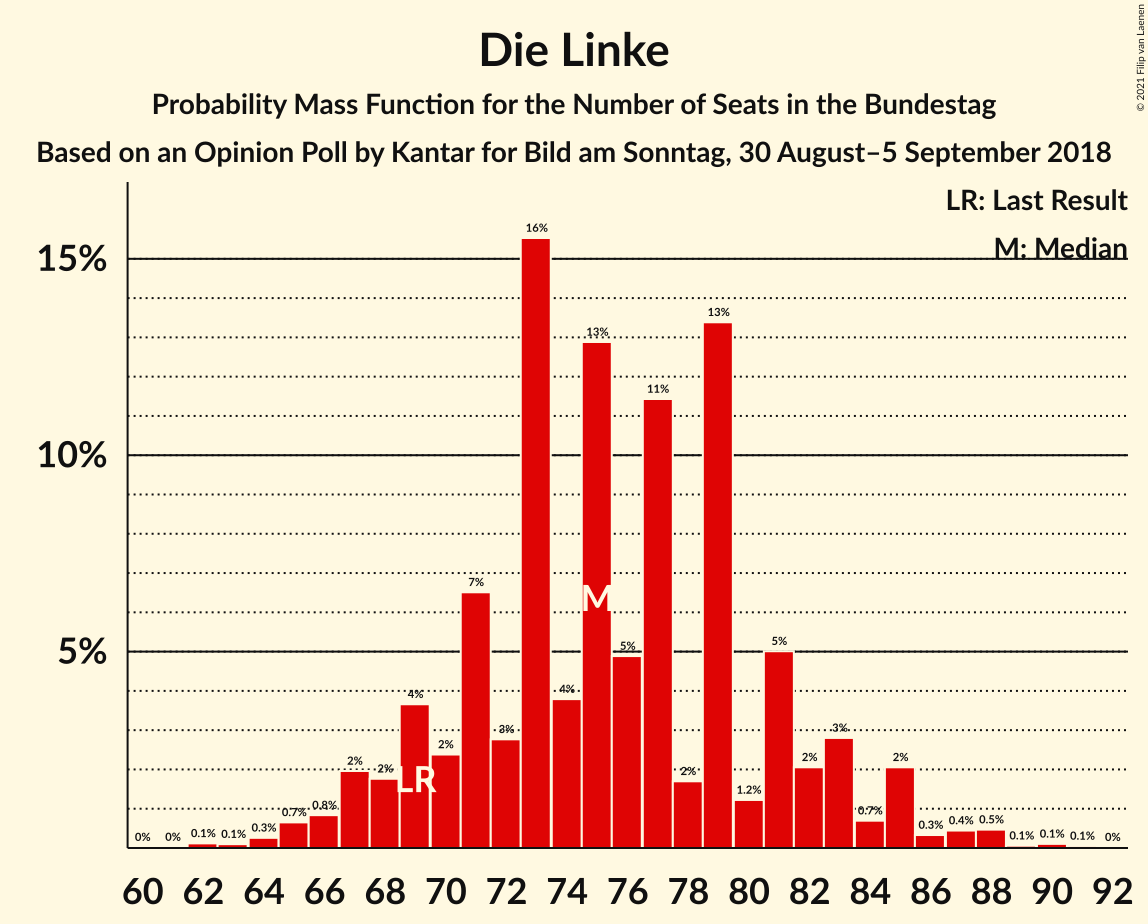 Die Linke
Probability Mass Function for the Number of Seats in the Bundestag
Based on an Opinion Poll by Kantar for Bild am Sonntag, 30 August–5 September 2018
© 2021 Filip van Laenen
LR: Last Result
M: Median
15%
10%
5%
0% 0% 0.1% 0.1% 0.3% 0.7% 0.8% 2% 2% 4% 2% 7% 3% 16% 4% 13% 5% 11% 2% 13% 1.2% 5% 2% 3% 0.7% 2% 0.3% 0.4% 0.5% 0.1% 0.1% 0.1% 0%
LR
M
60 62 64 66 68 70 72 74 76 78 80 82 84 86 88 90 92